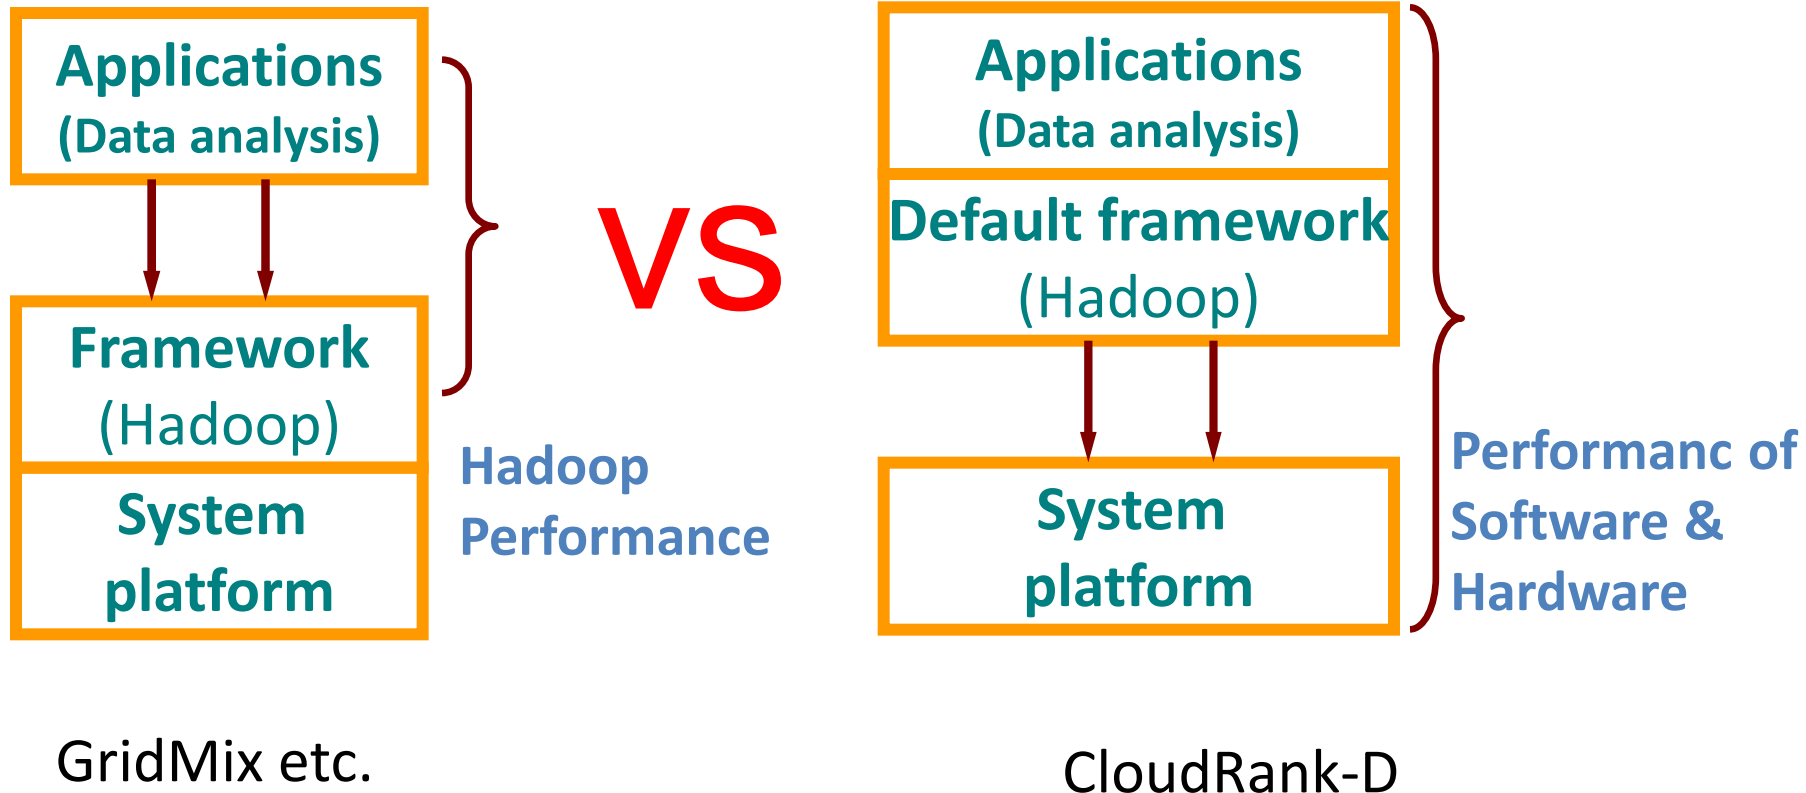 Applications
(Data analysis)
Framework
(Hadoop)
System
platform
Hadoop
Performance
GridMix etc.
VS
Applications
(Data analysis)
Default framework
(Hadoop)
System
platform
Performanc of
Software &
Hardware
CloudRank-D